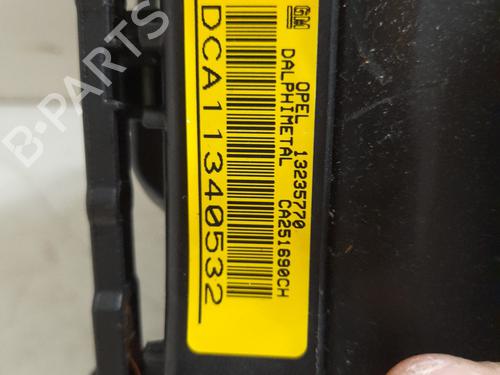 GM
OPEL 13235770
DALPHIMETAL CA251690CH
DCA11340532
B-PARTS